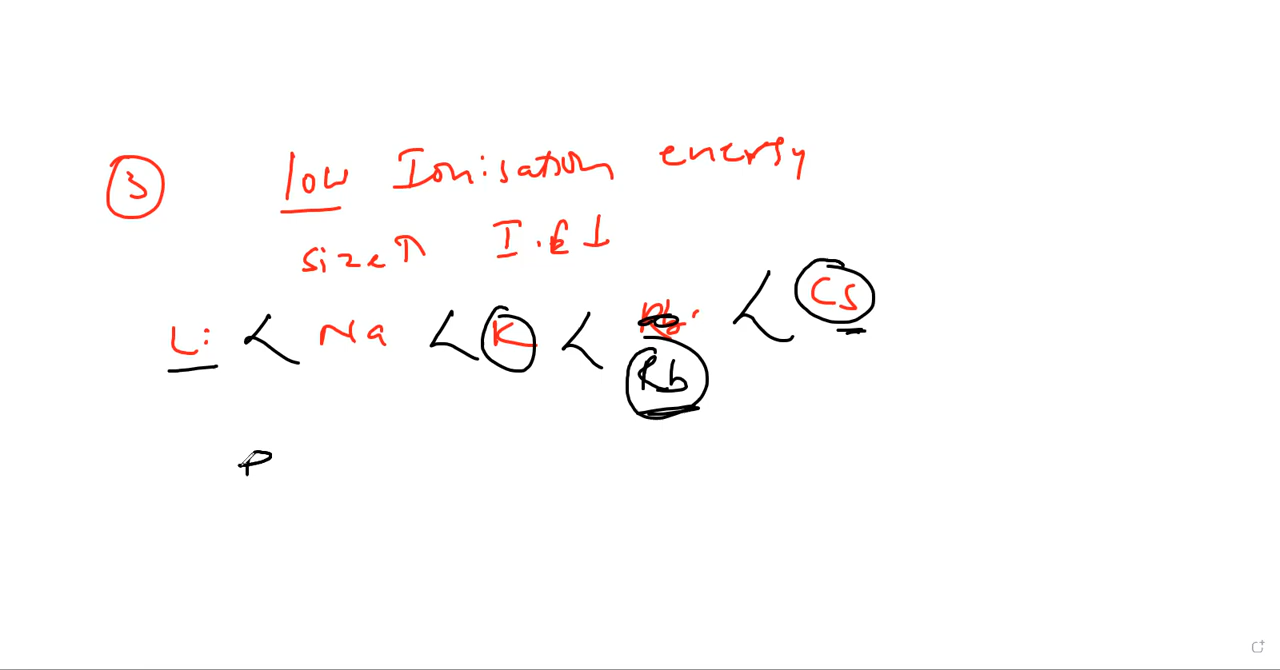 ③ low Ionisation energy
size↑ I.E↓
Li < Na < K < Rb < Cs
P